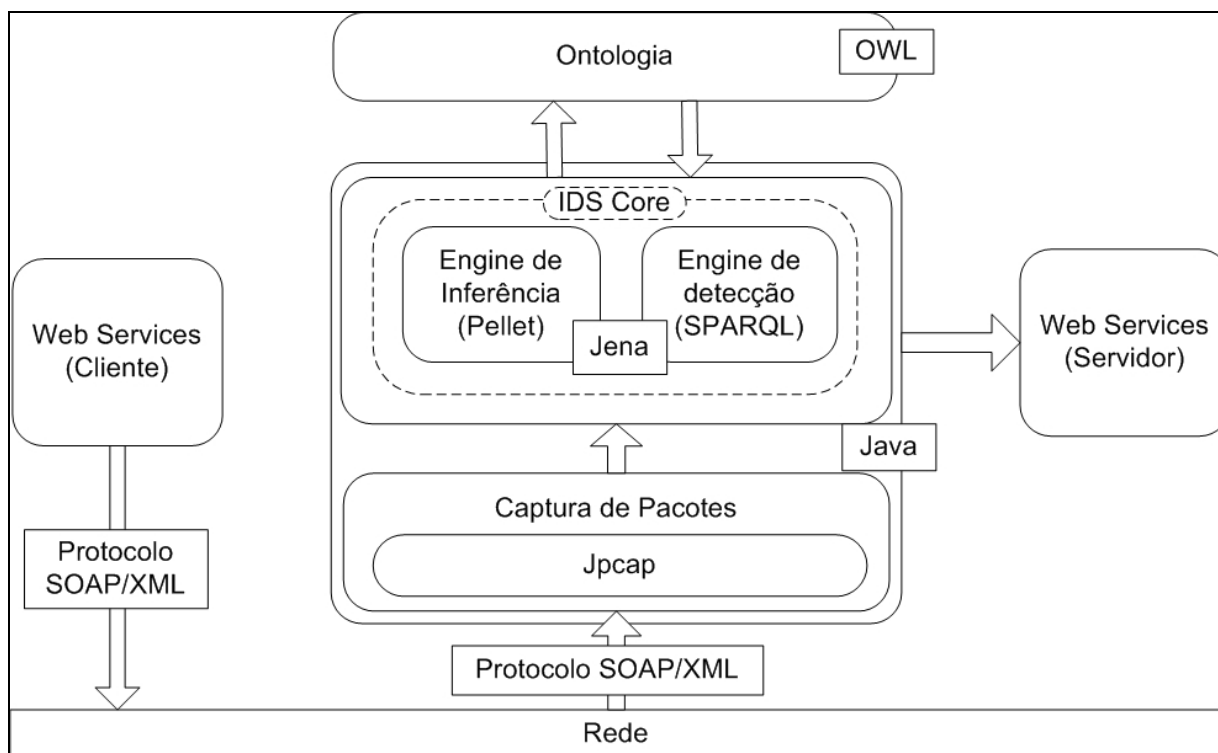 Ontologia
OWL
IDS Core
Engine de
Inferência
(Pellet)
Engine de
detecção
(SPARQL)
Jena
Web Services
(Cliente)
Web Services
(Servidor)
Java
Captura de Pacotes
Jpcap
Protocolo
SOAP/XML
Protocolo SOAP/XML
Rede